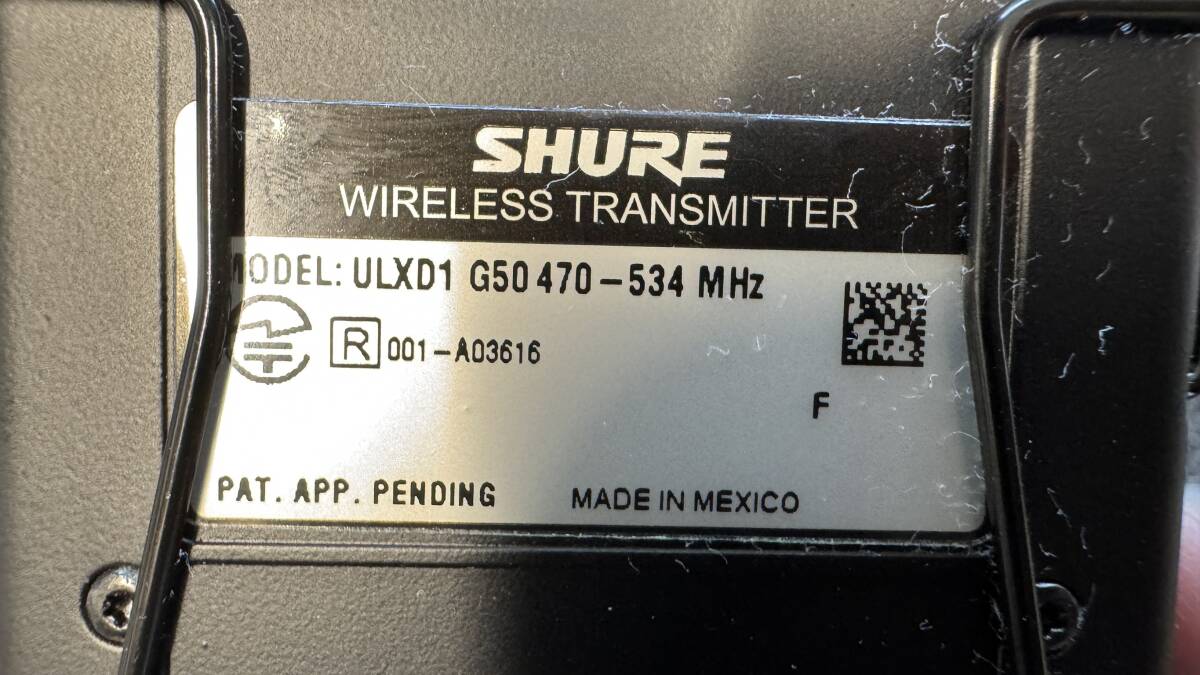 SHURE
WIRELESS TRANSMITTER
MODEL: ULXD1 G50 470-534 MHz
R 001-A03616
F
PAT. APP. PENDING MADE IN MEXICO